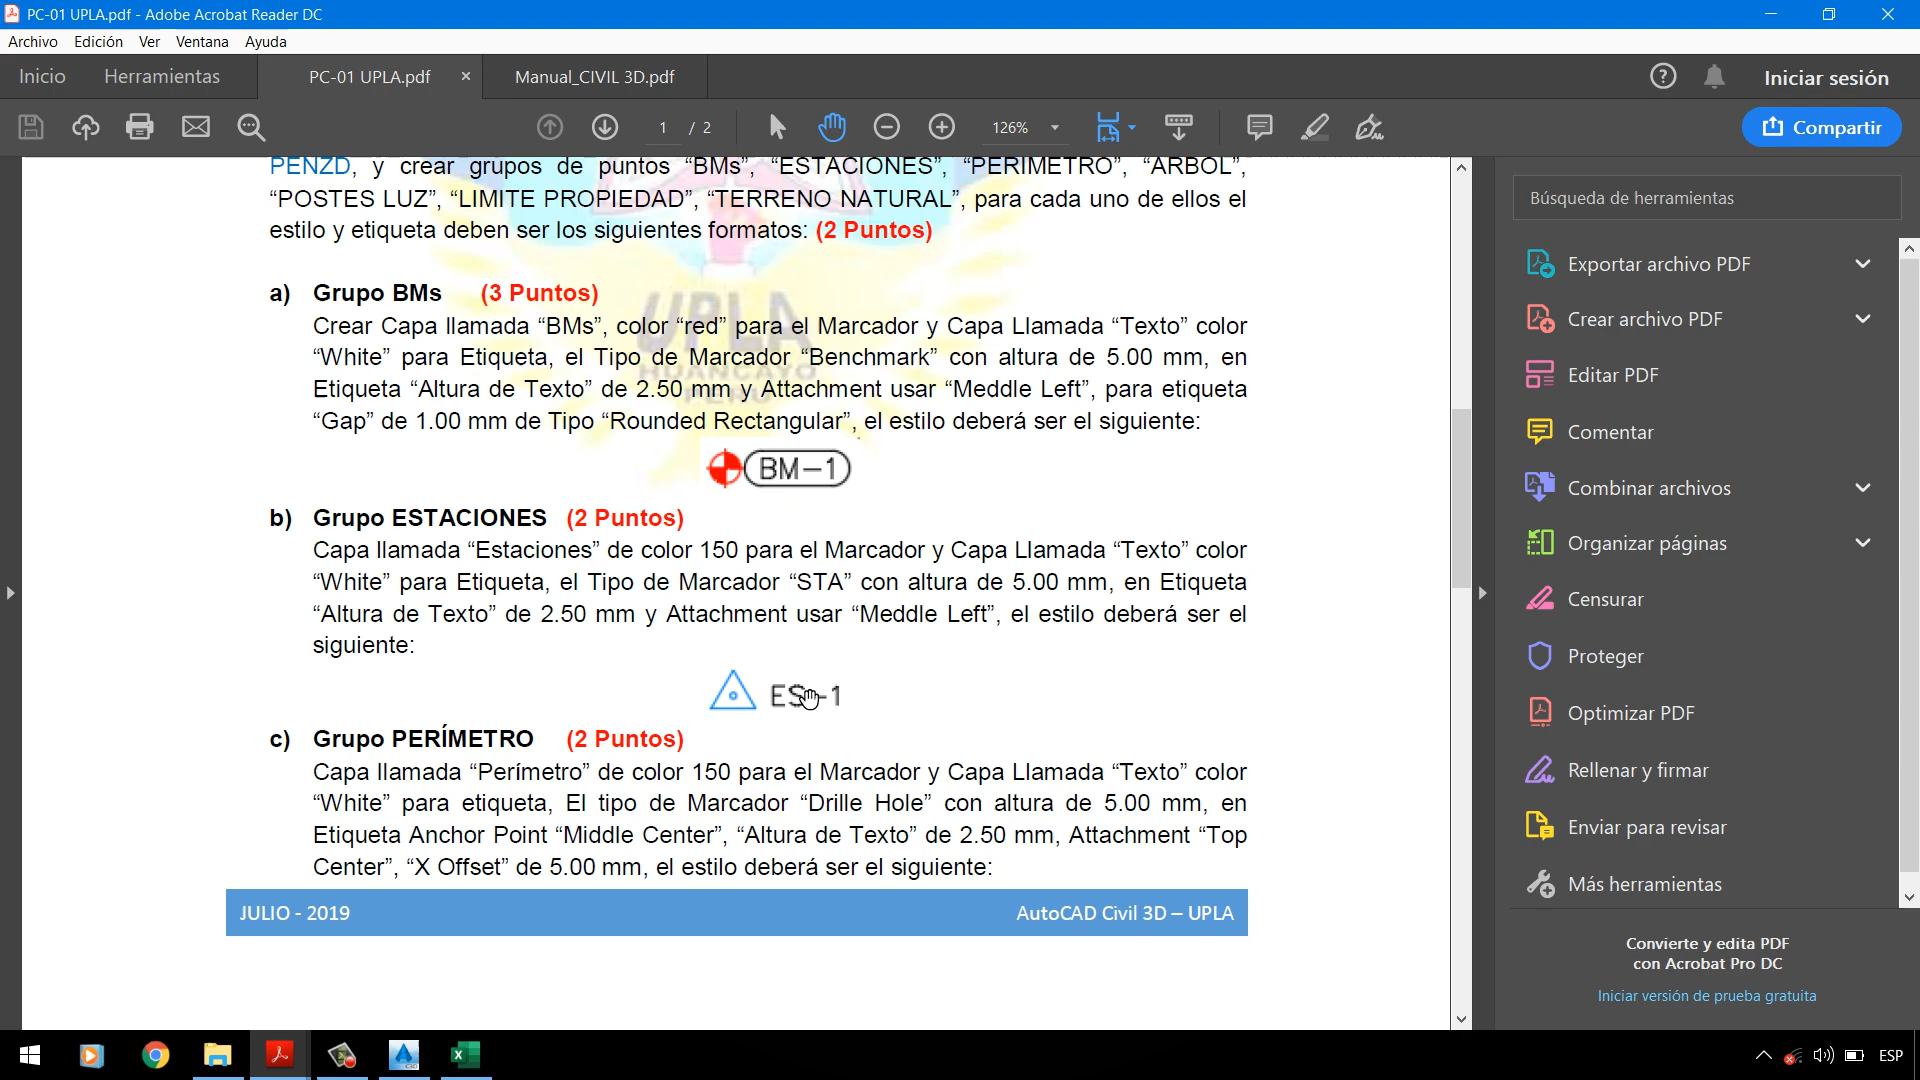 PC-01 UPLA.pdf - Adobe Acrobat Reader DC
Archivo Edición Ver Ventana Ayuda
Inicio Herramientas PC-01 UPLA.pdf × Manual_CIVIL 3D.pdf Iniciar sesión
1 / 2 126% Compartir
PENZD, y crear grupos de puntos “BMs”, “ESTACIONES”, “PERIMETRO”, “ARBOL”,
“POSTES LUZ”, “LIMITE PROPIEDAD”, “TERRENO NATURAL”, para cada uno de ellos el
estilo y etiqueta deben ser los siguientes formatos: (2 Puntos)
a) Grupo BMs (3 Puntos)
Crear Capa llamada “BMs”, color “red” para el Marcador y Capa Llamada “Texto” color
“White” para Etiqueta, el Tipo de Marcador “Benchmark” con altura de 5.00 mm, en
Etiqueta “Altura de Texto” de 2.50 mm y Attachment usar “Meddle Left”, para etiqueta
“Gap” de 1.00 mm de Tipo “Rounded Rectangular”, el estilo deberá ser el siguiente:
UPLA
HUANCAYO
PERU
BM-1
b) Grupo ESTACIONES (2 Puntos)
Capa llamada “Estaciones” de color 150 para el Marcador y Capa Llamada “Texto” color
“White” para Etiqueta, el Tipo de Marcador “STA” con altura de 5.00 mm, en Etiqueta
“Altura de Texto” de 2.50 mm y Attachment usar “Meddle Left”, el estilo deberá ser el
siguiente:
c) Grupo PERÍMETRO (2 Puntos)
Capa llamada “Perímetro” de color 150 para el Marcador y Capa Llamada “Texto” color
“White” para etiqueta, El tipo de Marcador “Drille Hole” con altura de 5.00 mm, en
Etiqueta Anchor Point “Middle Center”, “Altura de Texto” de 2.50 mm, Attachment “Top
Center”, “X Offset” de 5.00 mm, el estilo deberá ser el siguiente:
JULIO - 2019 AutoCAD Civil 3D – UPLA
Búsqueda de herramientas
Exportar archivo PDF
Crear archivo PDF
Editar PDF
Comentar
Combinar archivos
Organizar páginas
Censurar
Proteger
Optimizar PDF
Rellenar y firmar
Enviar para revisar
Más herramientas
Convierte y edita PDF
con Acrobat Pro DC
Iniciar versión de prueba gratuita
ESP